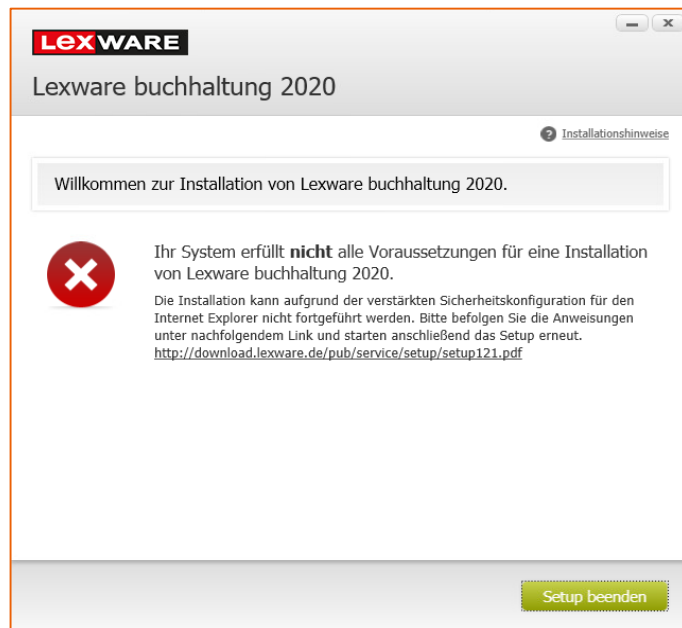 LEXWARE
Lexware buchhaltung 2020
? Installationshinweise
Willkommen zur Installation von Lexware buchhaltung 2020.
Ihr System erfüllt nicht alle Voraussetzungen für eine Installation
von Lexware buchhaltung 2020.
Die Installation kann aufgrund der verstärkten Sicherheitskonfiguration für den
Internet Explorer nicht fortgeführt werden. Bitte befolgen Sie die Anweisungen
unter nachfolgendem Link und starten anschließend das Setup erneut.
http://download.lexware.de/pub/service/setup/setup121.pdf
Setup beenden